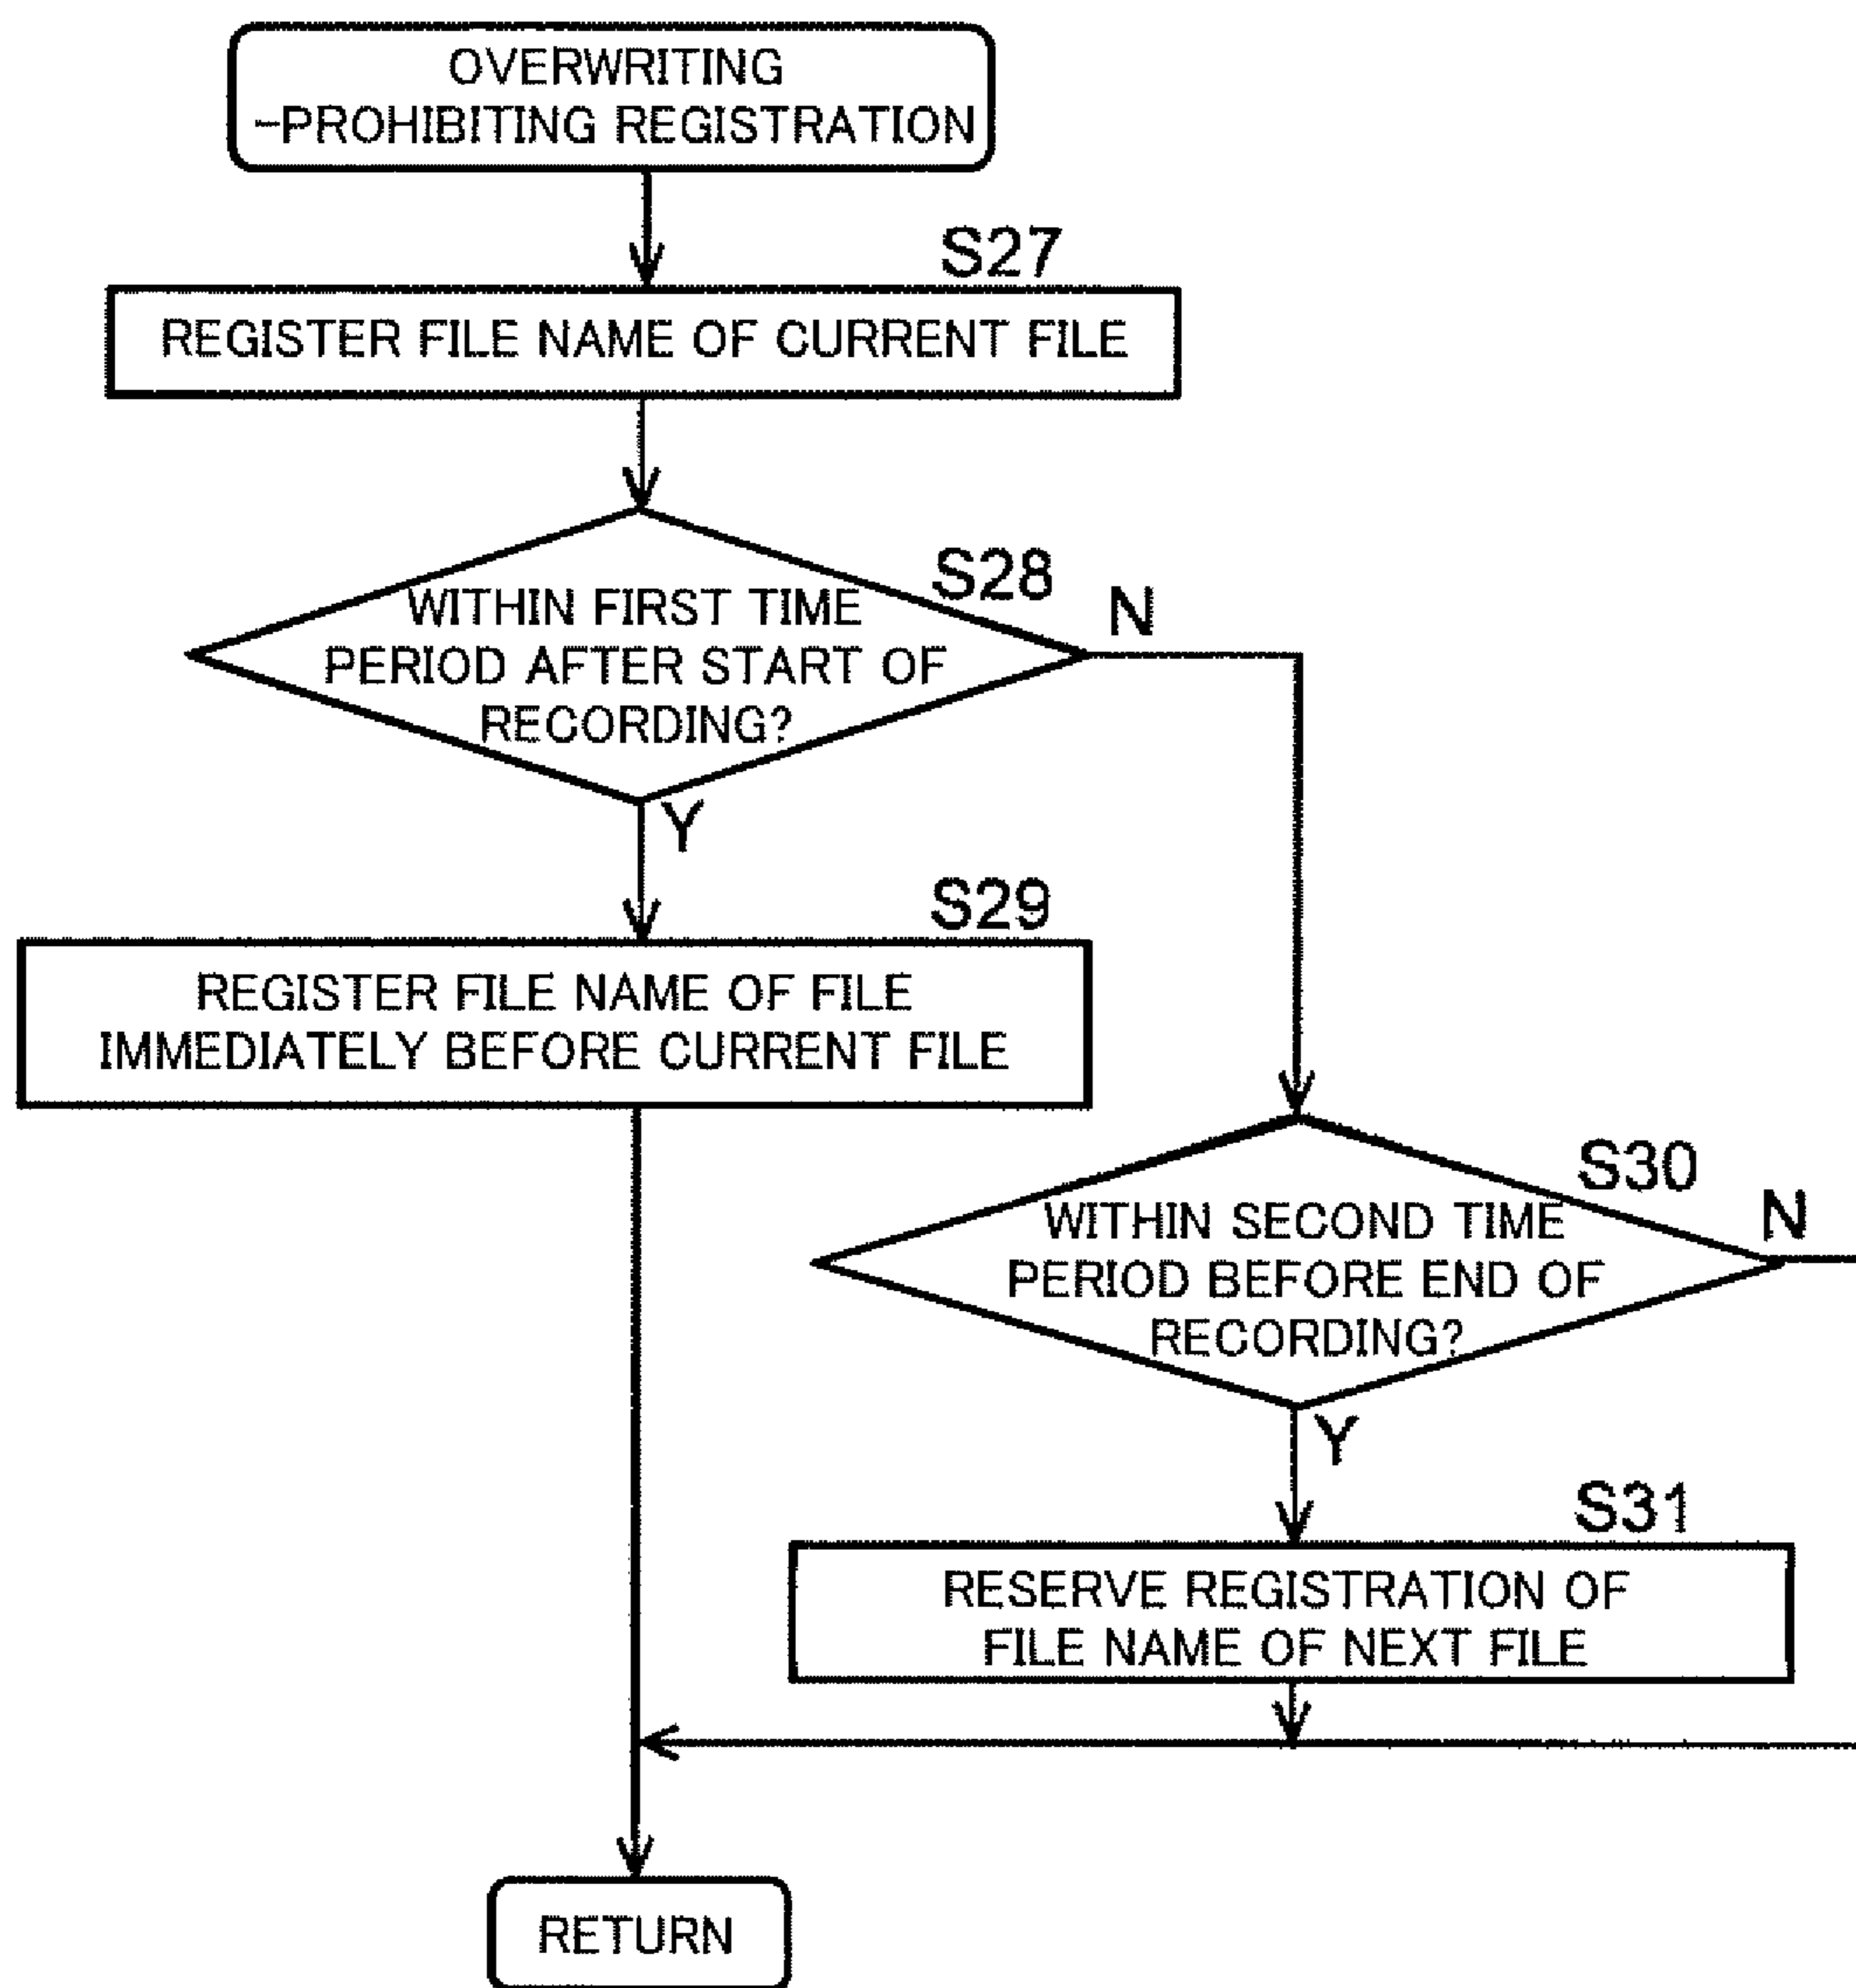 OVERWRITING
-PROHIBITING REGISTRATION
S27
REGISTER FILE NAME OF CURRENT FILE
S28
N
WITHIN FIRST TIME
PERIOD AFTER START OF
RECORDING?
Y
S29
REGISTER FILE NAME OF FILE
IMMEDIATELY BEFORE CURRENT FILE
S30
N
WITHIN SECOND TIME
PERIOD BEFORE END OF
RECORDING?
Y
S31
RESERVE REGISTRATION OF
FILE NAME OF NEXT FILE
RETURN